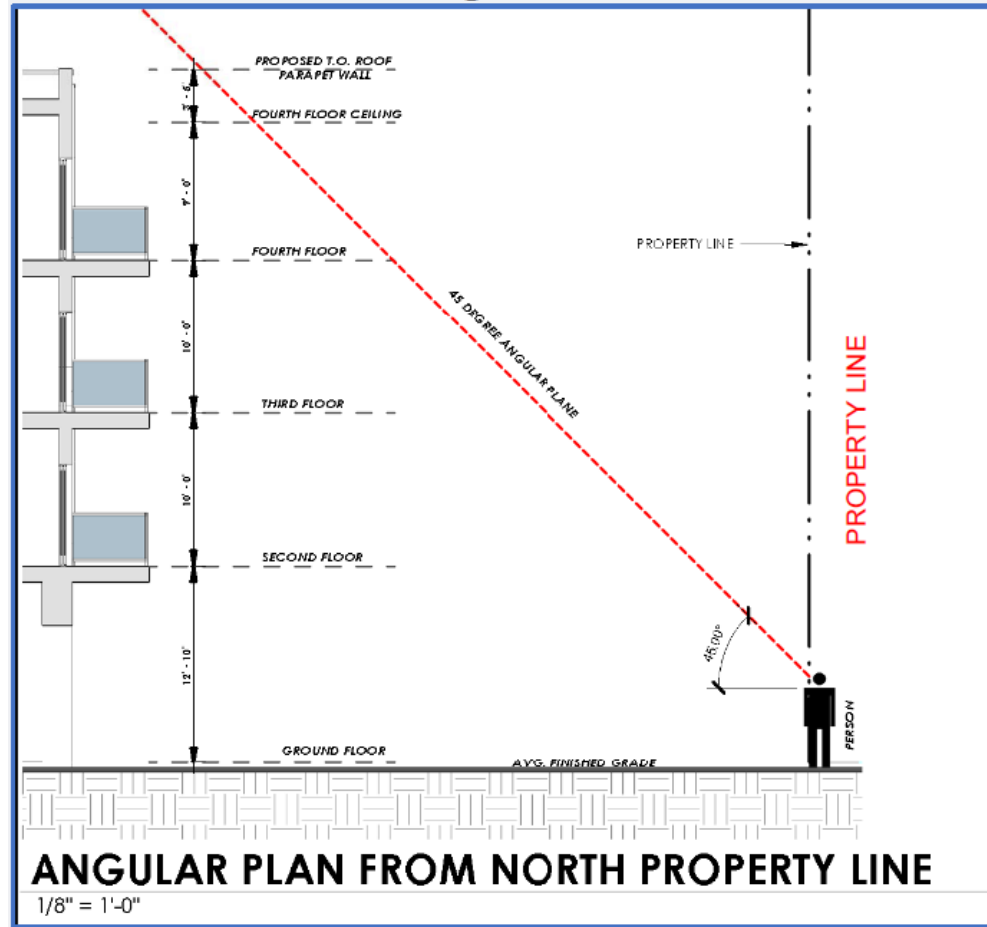 PROPOSED T.O. ROOF
PARAPET WALL
3' - 6"
FOURTH FLOOR CEILING
9' - 0"
FOURTH FLOOR
PROPERTY LINE
45 DEGREE ANGULAR PLANE
10' - 0"
PROPERTY LINE
THIRD FLOOR
10' - 0"
SECOND FLOOR
45.00°
12' - 10"
PERSON
GROUND FLOOR
AVG. FINISHED GRADE
ANGULAR PLAN FROM NORTH PROPERTY LINE
1/8" = 1'-0"